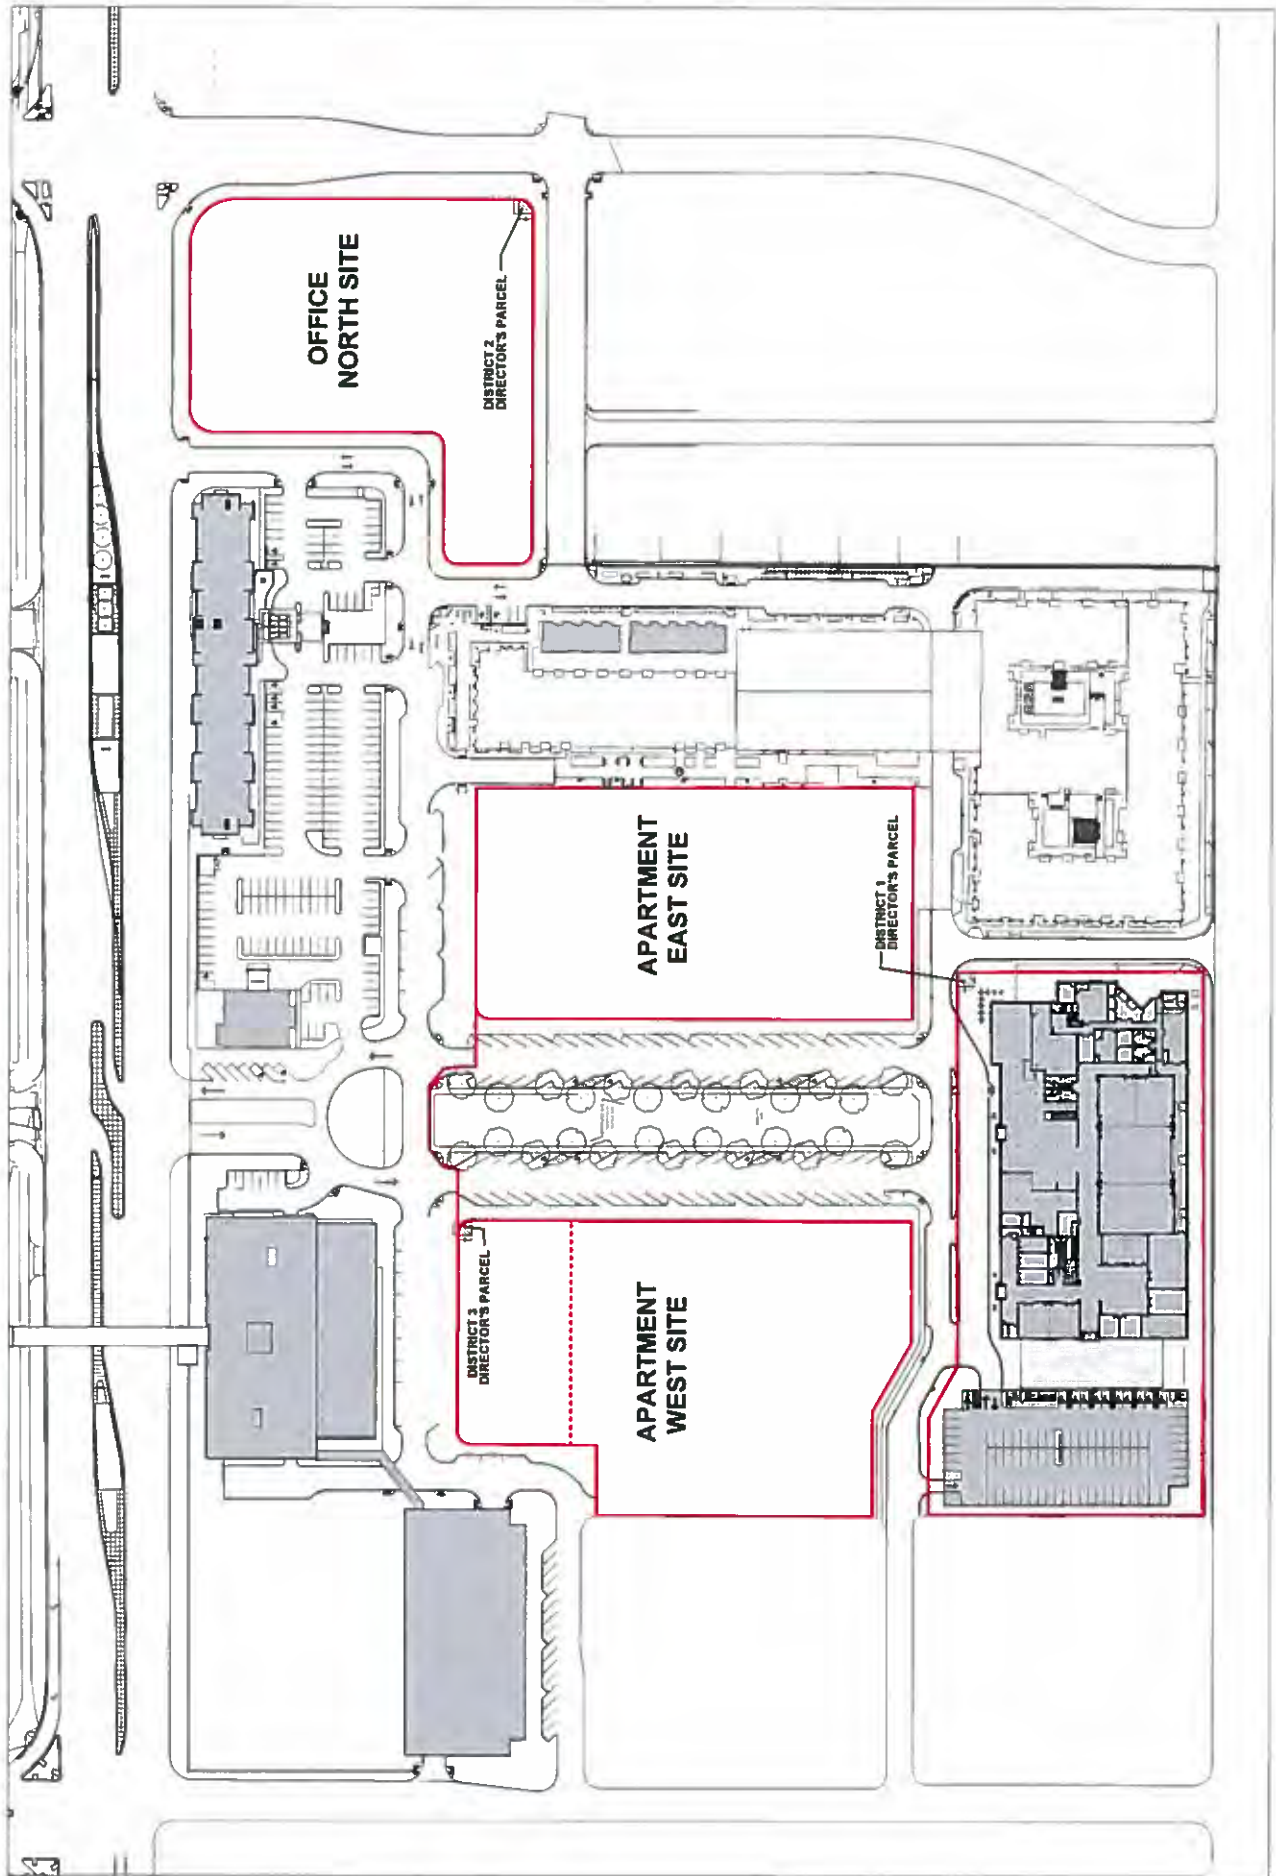 OFFICE
NORTH SITE
DISTRICT 2
DIRECTOR'S PARCEL
APARTMENT
EAST SITE
DISTRICT 1
DIRECTOR'S PARCEL
DISTRICT 3
DIRECTOR'S PARCEL
APARTMENT
WEST SITE